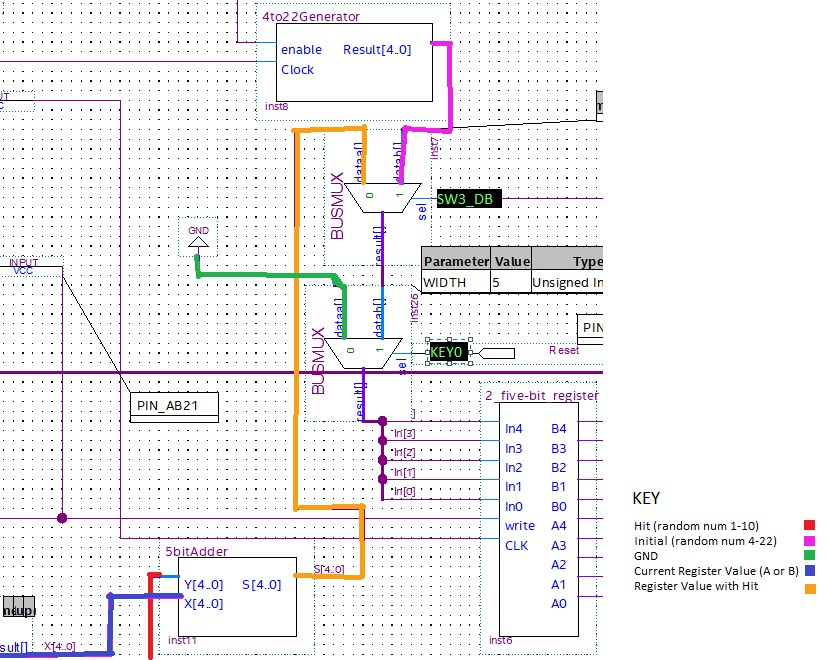 4to22Generator
enable Result[4..0]
Clock
inst8
inst7
dataa[]
datab[]
0
1
BUSMUX
sel
SW3_DB
result[]
GND
INPUT
VCC
Parameter Value Type
WIDTH 5 Unsigned In
inst26
dataa[]
datab[]
0
1
BUSMUX
sel
KEY0
Reset
PIN
result[]
PIN_AB21
2_five-bit_register
]
In[3]
In[2]
In[1]
In[0]
In4 B4
In3 B3
In2 B2
In1 B1
In0 B0
write A4
CLK A3
A2
A1
A0
inst6
5bitAdder
Y[4..0] S[4..0]
X[4..0]
inst11
S[4..0]
sult[]
X[4..0]
KEY
Hit (random num 1-10)
Initial (random num 4-22)
GND
Current Register Value (A or B)
Register Value with Hit